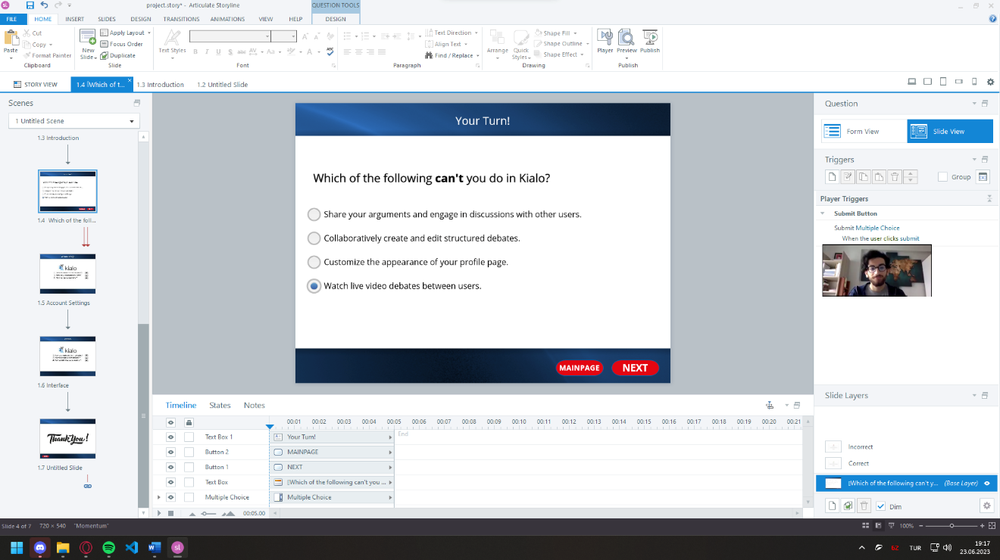 project.story* - Articulate Storyline
QUESTION TOOLS
FILE HOME INSERT SLIDES DESIGN TRANSITIONS ANIMATIONS VIEW HELP DESIGN
Paste
Cut
Copy
Format Painter
Clipboard
New Slide
Apply Layout
Focus Order
Duplicate
Slide
Text Styles
B I U S abc AV Aa A
Font
Paragraph
Text Direction
Align Text
Find / Replace
Arrange
Quick Styles
Shape Fill
Shape Outline
Shape Effect
Drawing
Player
Preview
Publish
Publish
STORY VIEW
1.4 Which of t...
1.3 Introduction
1.2 Untitled Slide
Scenes
1 Untitled Scene
1.3 Introduction
1.4 Which of the foll...
kialo
1.5 Account Settings
kialo
1.6 Interface
Thank You!
1.7 Untitled Slide
Your Turn!
Which of the following can't you do in Kialo?
Share your arguments and engage in discussions with other users.
Collaboratively create and edit structured debates.
Customize the appearance of your profile page.
Watch live video debates between users.
MAINPAGE
NEXT
Timeline States Notes
00:01 00:02 00:03 00:04 00:05 00:06 00:07 00:08 00:09 00:10 00:11 00:12 00:13 00:14 00:15 00:16 00:17 00:18 00:19 00:20 00:21
End
Text Box 1 Your Turn!
Button 2 MAINPAGE
Button 1 NEXT
Text Box Which of the following can't you ...
Multiple Choice Multiple Choice
00:05.00
Question
Form View
Slide View
Triggers
Group
Player Triggers
Submit Button
Submit Multiple Choice
When the user clicks submit
Slide Layers
Incorrect
Correct
Which of the following can't y... (Base Layer)
Dim
Slide 4 of 7 720 × 540 "Momentum"
100%
TUR
19:17
23.06.2023